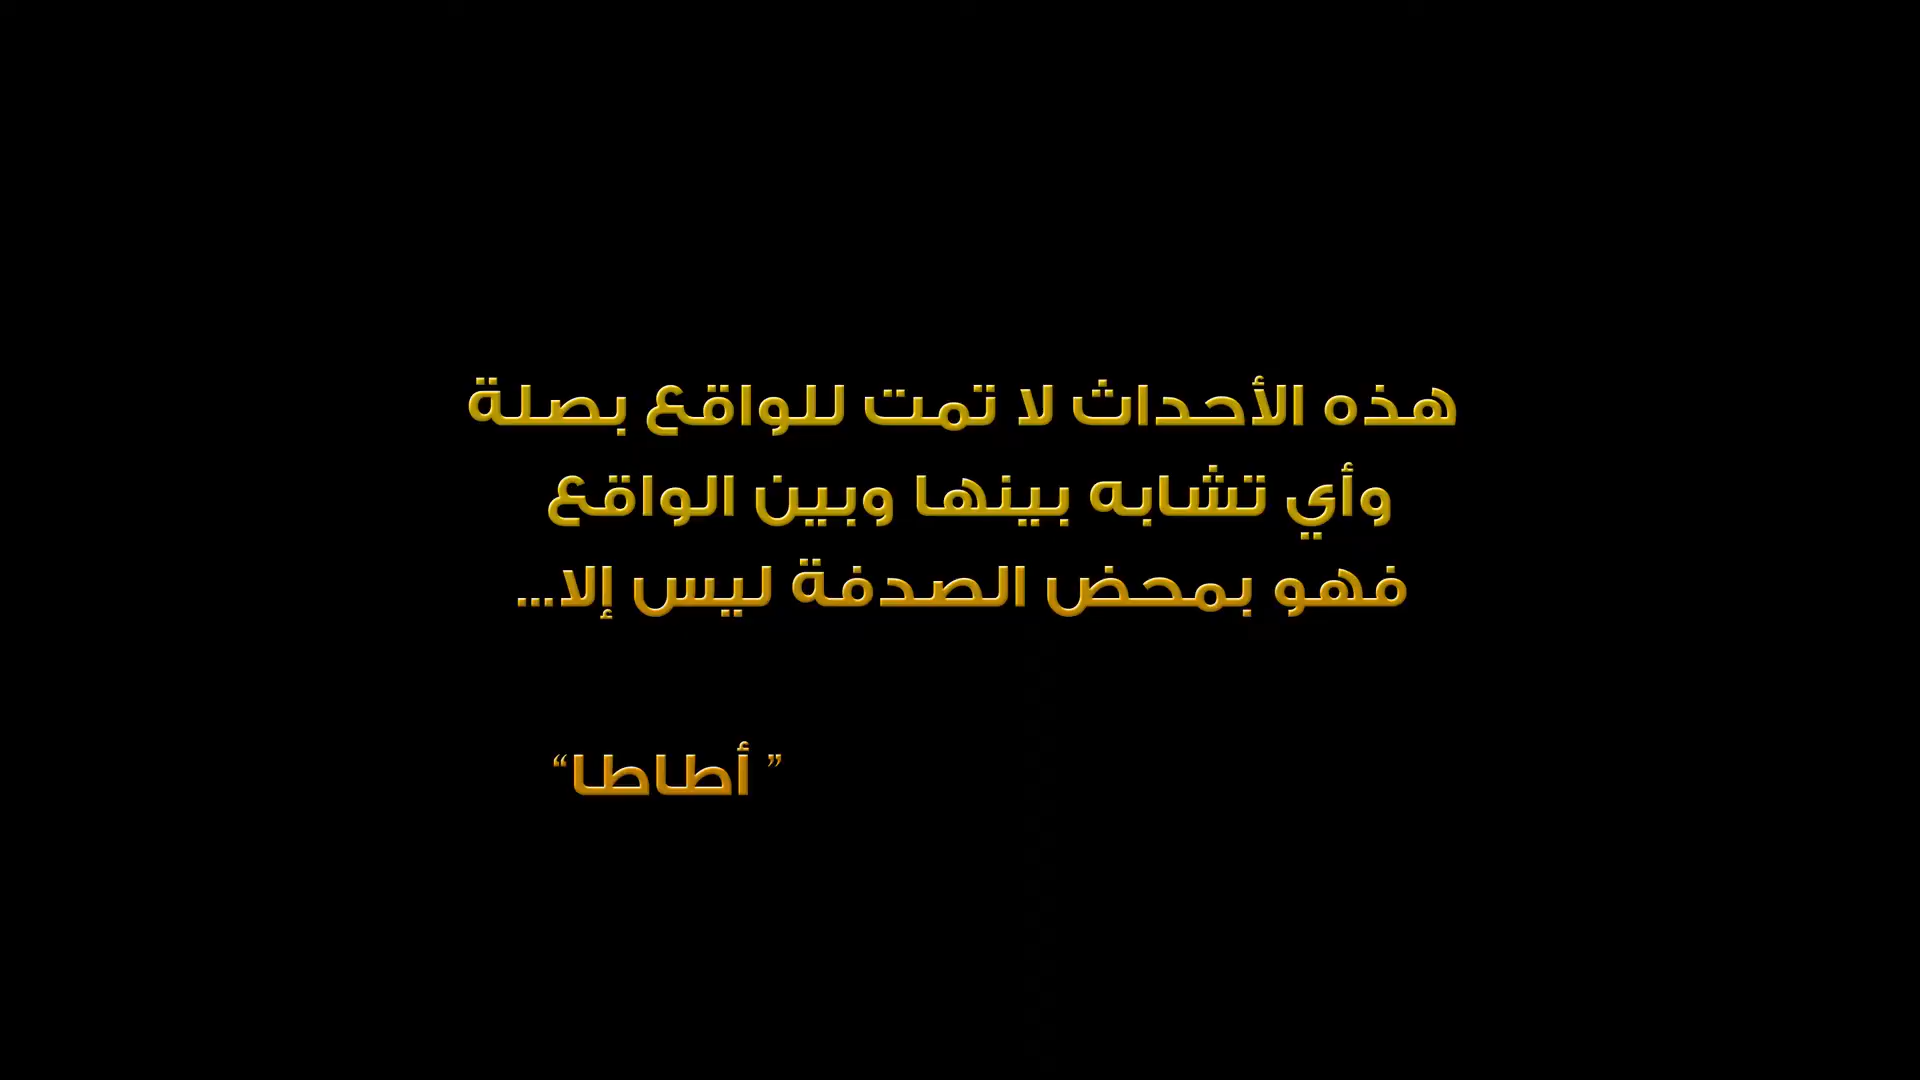 هذه الأحداث لا تمت للواقع بصلة
وأي تشابه بينها وبين الواقع
فهو بمحض الصدفة ليس إلا...
” أطاطا“